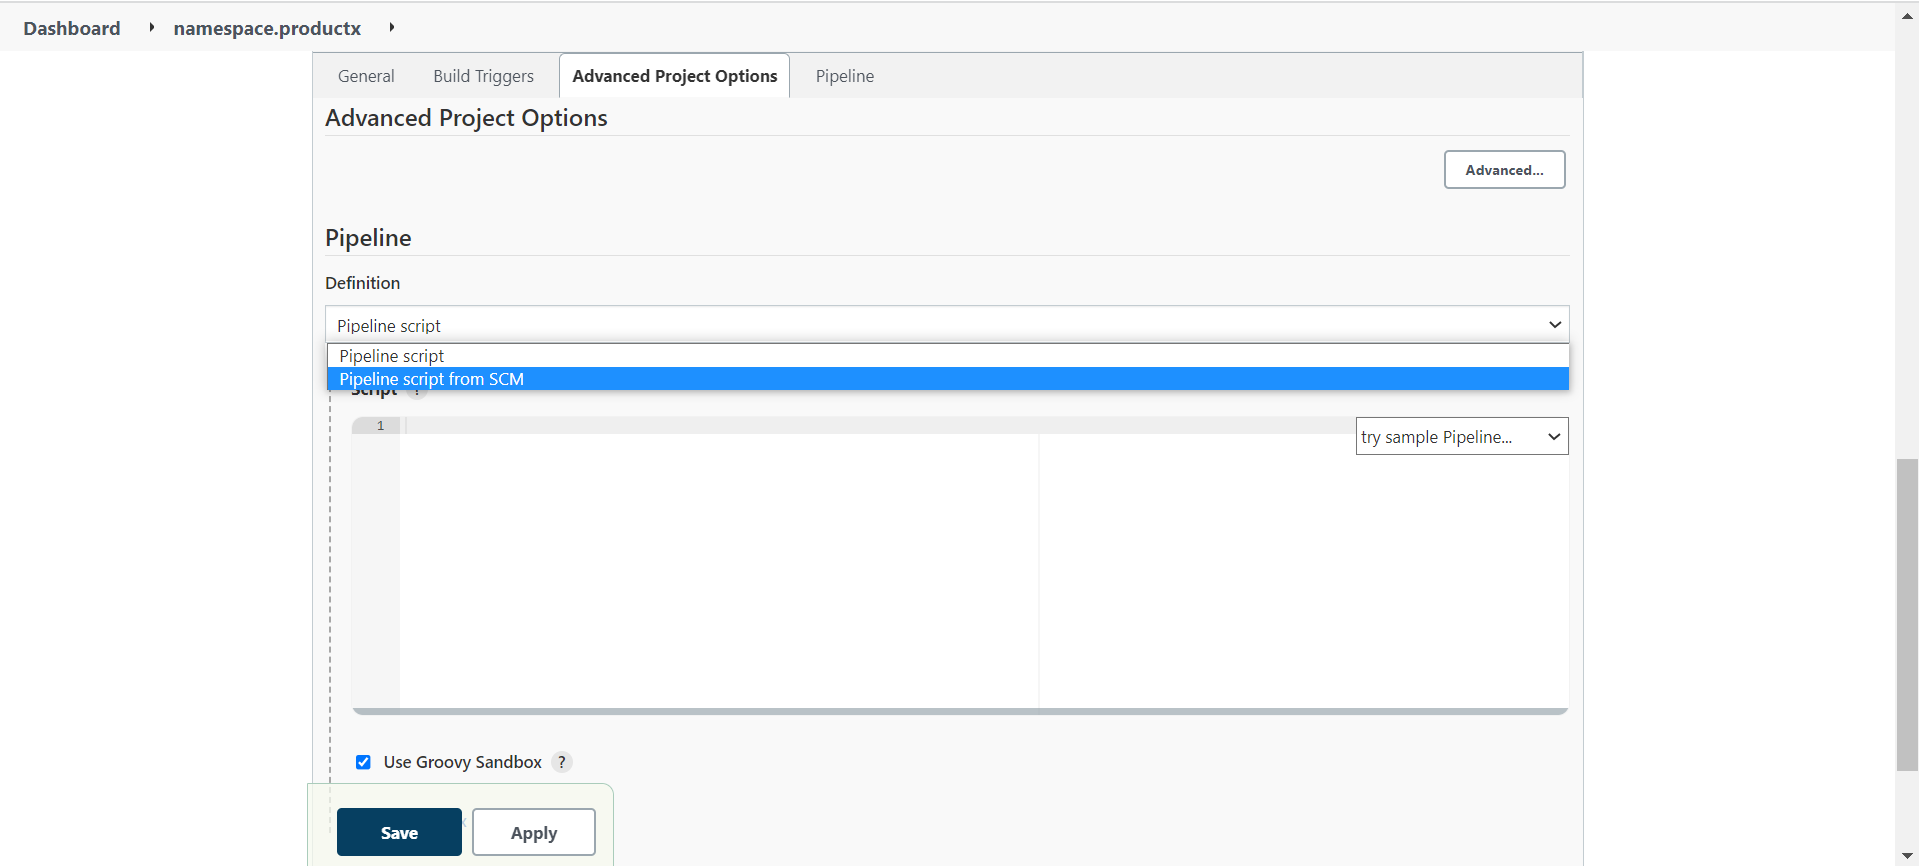 Dashboard namespace.productx
General Build Triggers Advanced Project Options Pipeline
Advanced Project Options
Advanced...
Pipeline
Definition
Pipeline script
Pipeline script
Pipeline script from SCM
Script ?
1
try sample Pipeline...
Use Groovy Sandbox ?
Save Apply